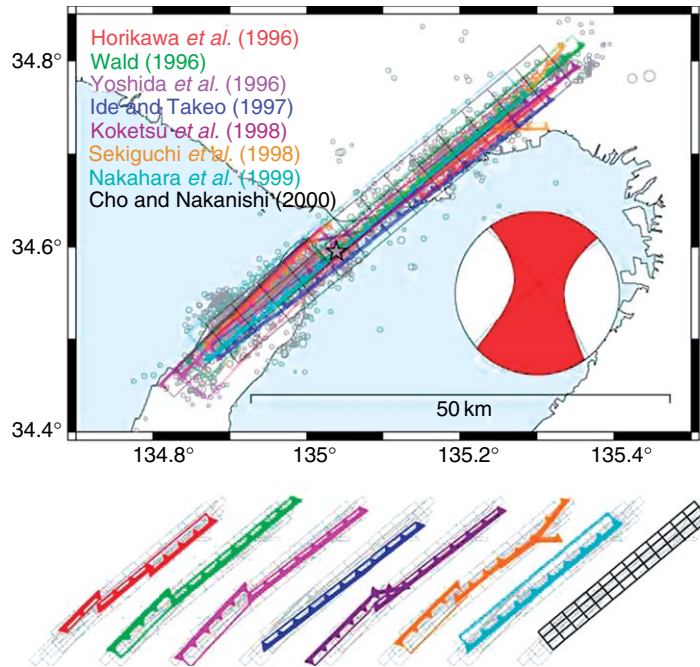 34.8°
34.6°
34.4°
Horikawa et al. (1996)
Wald (1996)
Yoshida et al. (1996)
Ide and Takeo (1997)
Koketsu et al. (1998)
Sekiguchi et al. (1998)
Nakahara et al. (1999)
Cho and Nakanishi (2000)
50 km
134.8° 135° 135.2° 135.4°